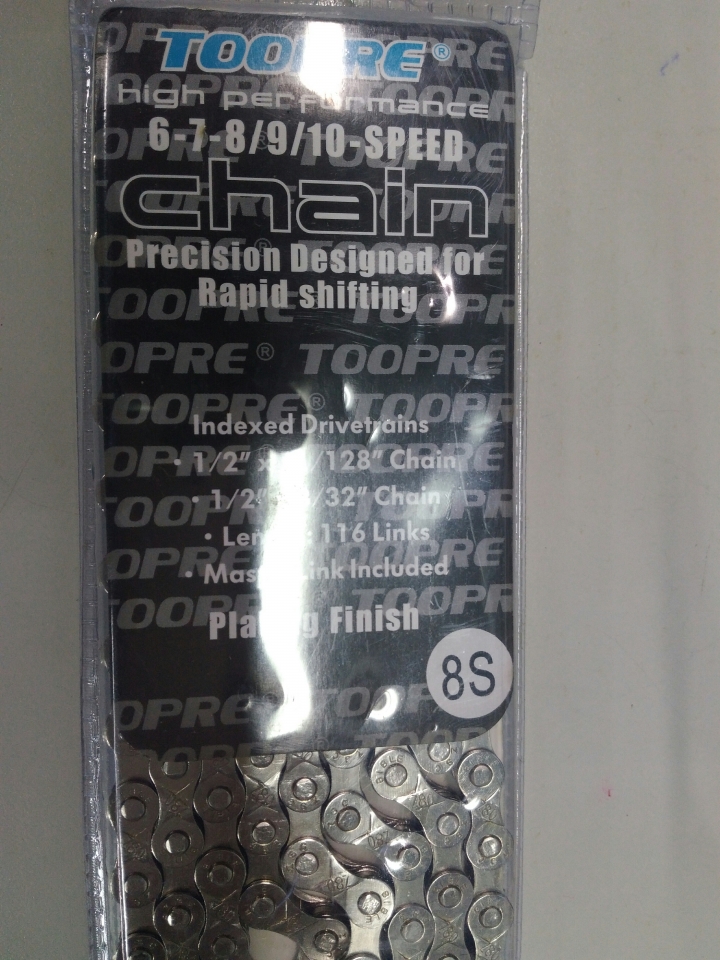 TOOPRE®
high performance
6-7-8/9/10-SPEED
chain
Precision Designed for
Rapid shifting
TOOPRE® TOOPRE
Indexed Drivetrains
• 1/2" x /128" Chain
• 1/2" /32" Chain
• 116 Links
• Link Included
Finish
8S